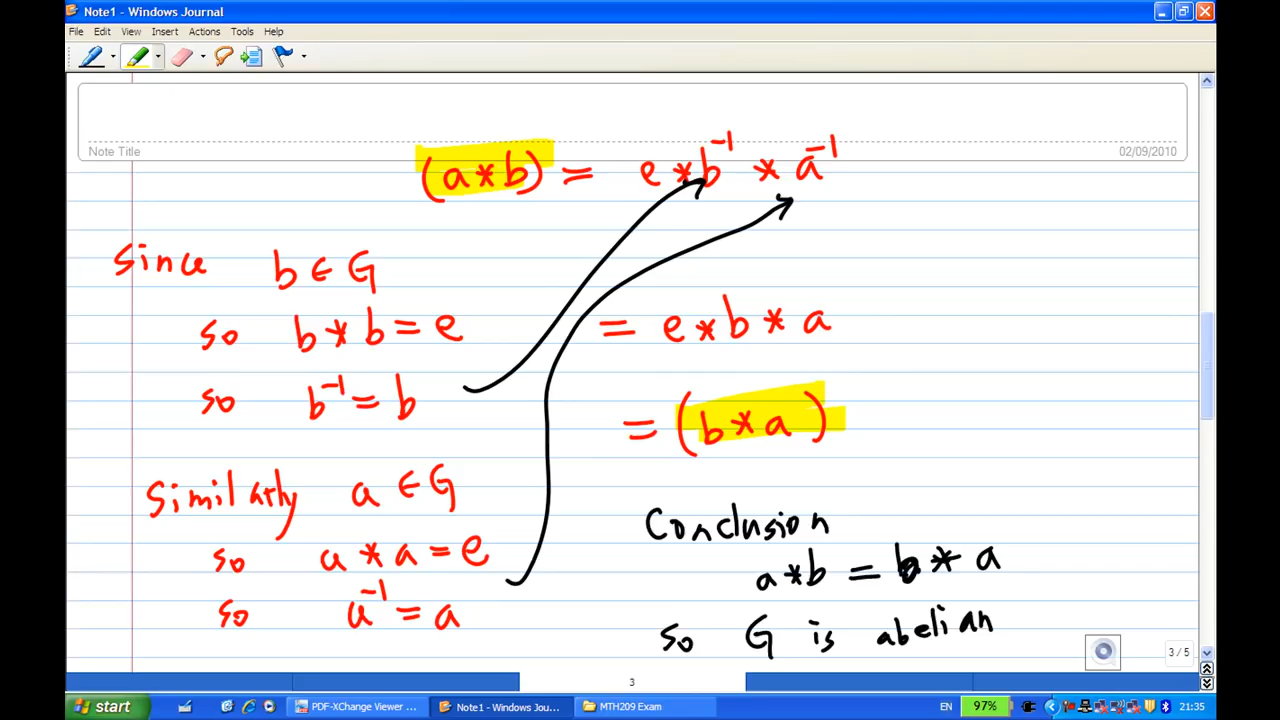 Note1 - Windows Journal
File Edit View Insert Actions Tools Help
Note Title
02/09/2010
(a*b) = e*b⁻¹ * a⁻¹
Since b ∈ G
so b * b = e
= e * b * a
so b⁻¹ = b
= (b * a)
Similarly a ∈ G
so a * a = e
so a⁻¹ = a
Conclusion
a*b = b * a
so G is abelian
3 / 5
3
start
PDF-XChange Viewer ...
Note1 - Windows Jou...
MTH209 Exam
EN
97%
21:35